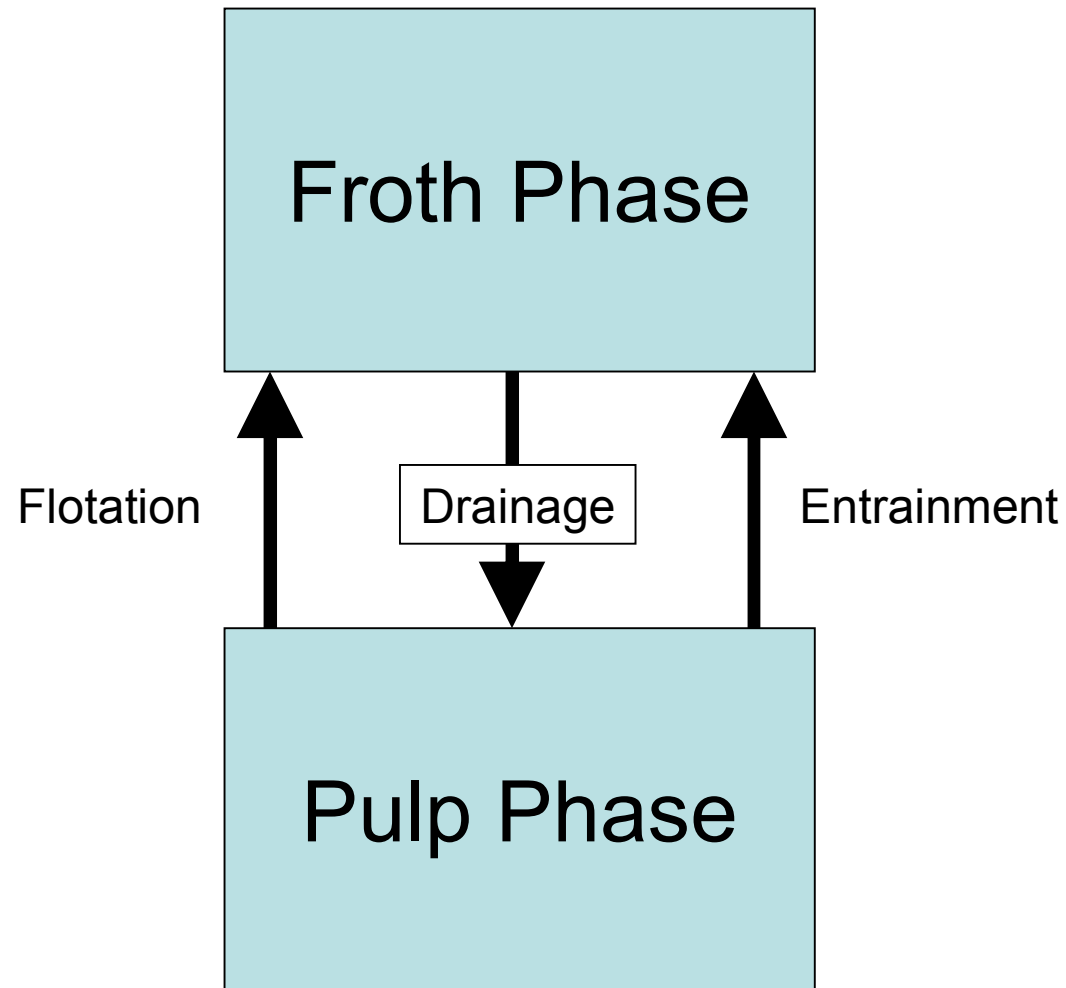 Froth Phase
Flotation
Drainage
Entrainment
Pulp Phase